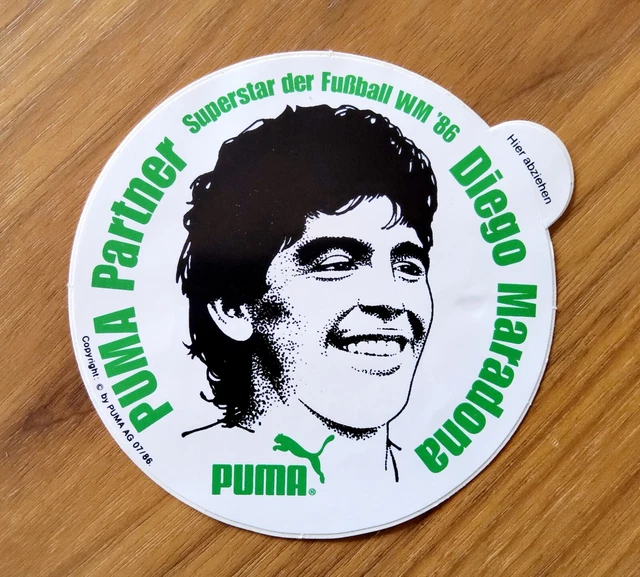 Superstar der Fußball WM '86
PUMA Partner
Diego Maradona
Hier abziehen
Copyright. © by PUMA AG 07/86.
PUMA®